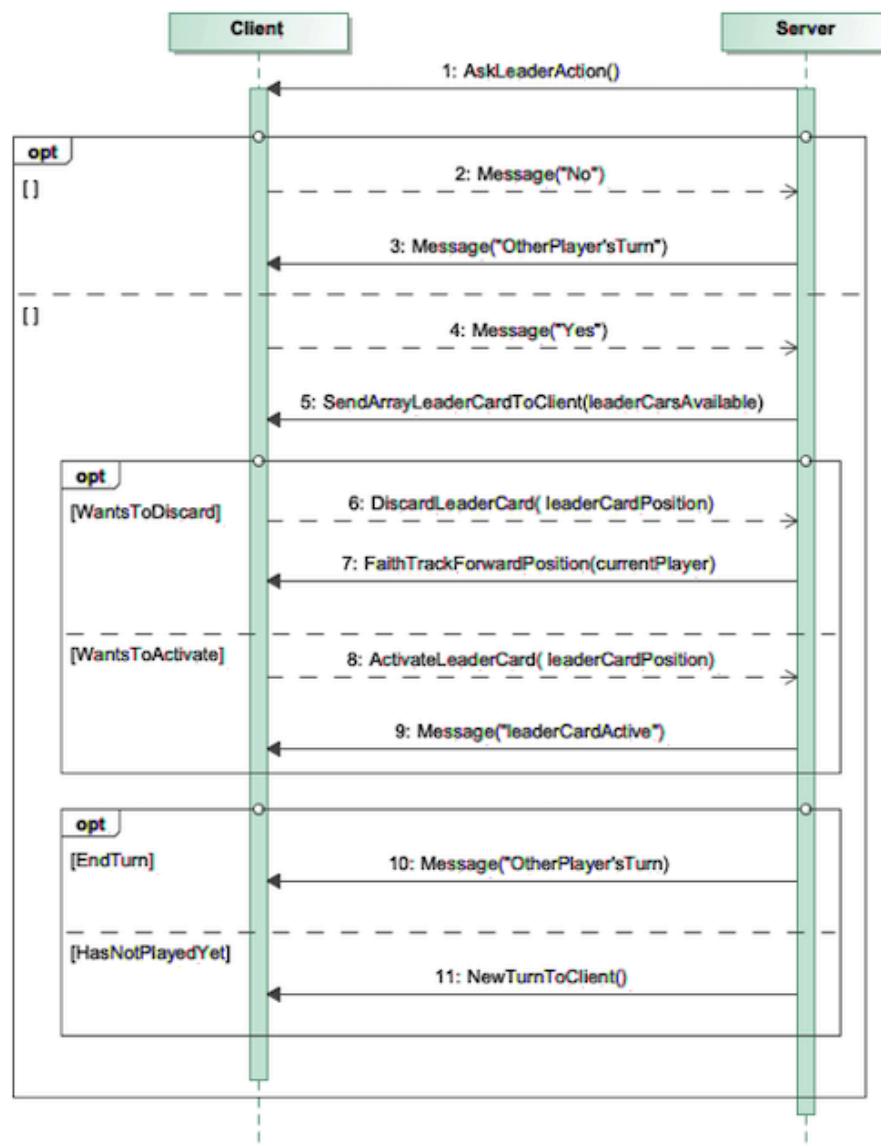 Client
Server
1: AskLeaderAction()
opt
[ ]
2: Message("No")
3: Message("OtherPlayer'sTurn")
[ ]
4: Message("Yes")
5: SendArrayLeaderCardToClient(leaderCarsAvailable)
opt
[WantsToDiscard]
6: DiscardLeaderCard( leaderCardPosition)
7: FaithTrackForwardPosition(currentPlayer)
[WantsToActivate]
8: ActivateLeaderCard( leaderCardPosition)
9: Message("leaderCardActive")
opt
[EndTurn]
10: Message("OtherPlayer'sTurn)
[HasNotPlayedYet]
11: NewTurnToClient()